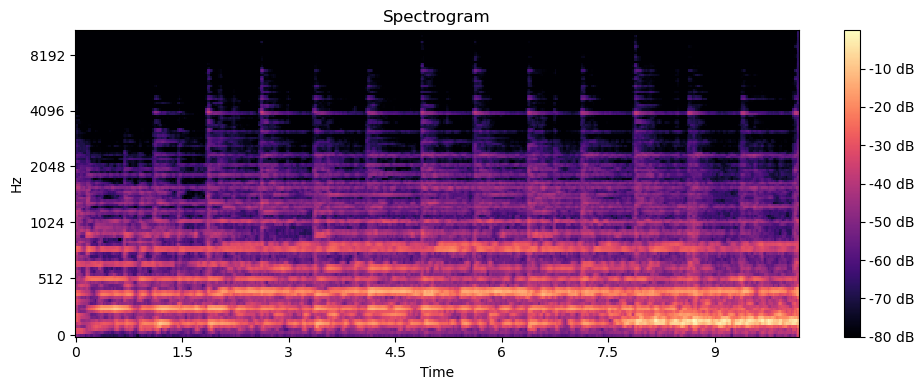 Spectrogram
8192
4096
2048
1024
512
0
Hz
0 1.5 3 4.5 6 7.5 9
Time
-10 dB
-20 dB
-30 dB
-40 dB
-50 dB
-60 dB
-70 dB
-80 dB